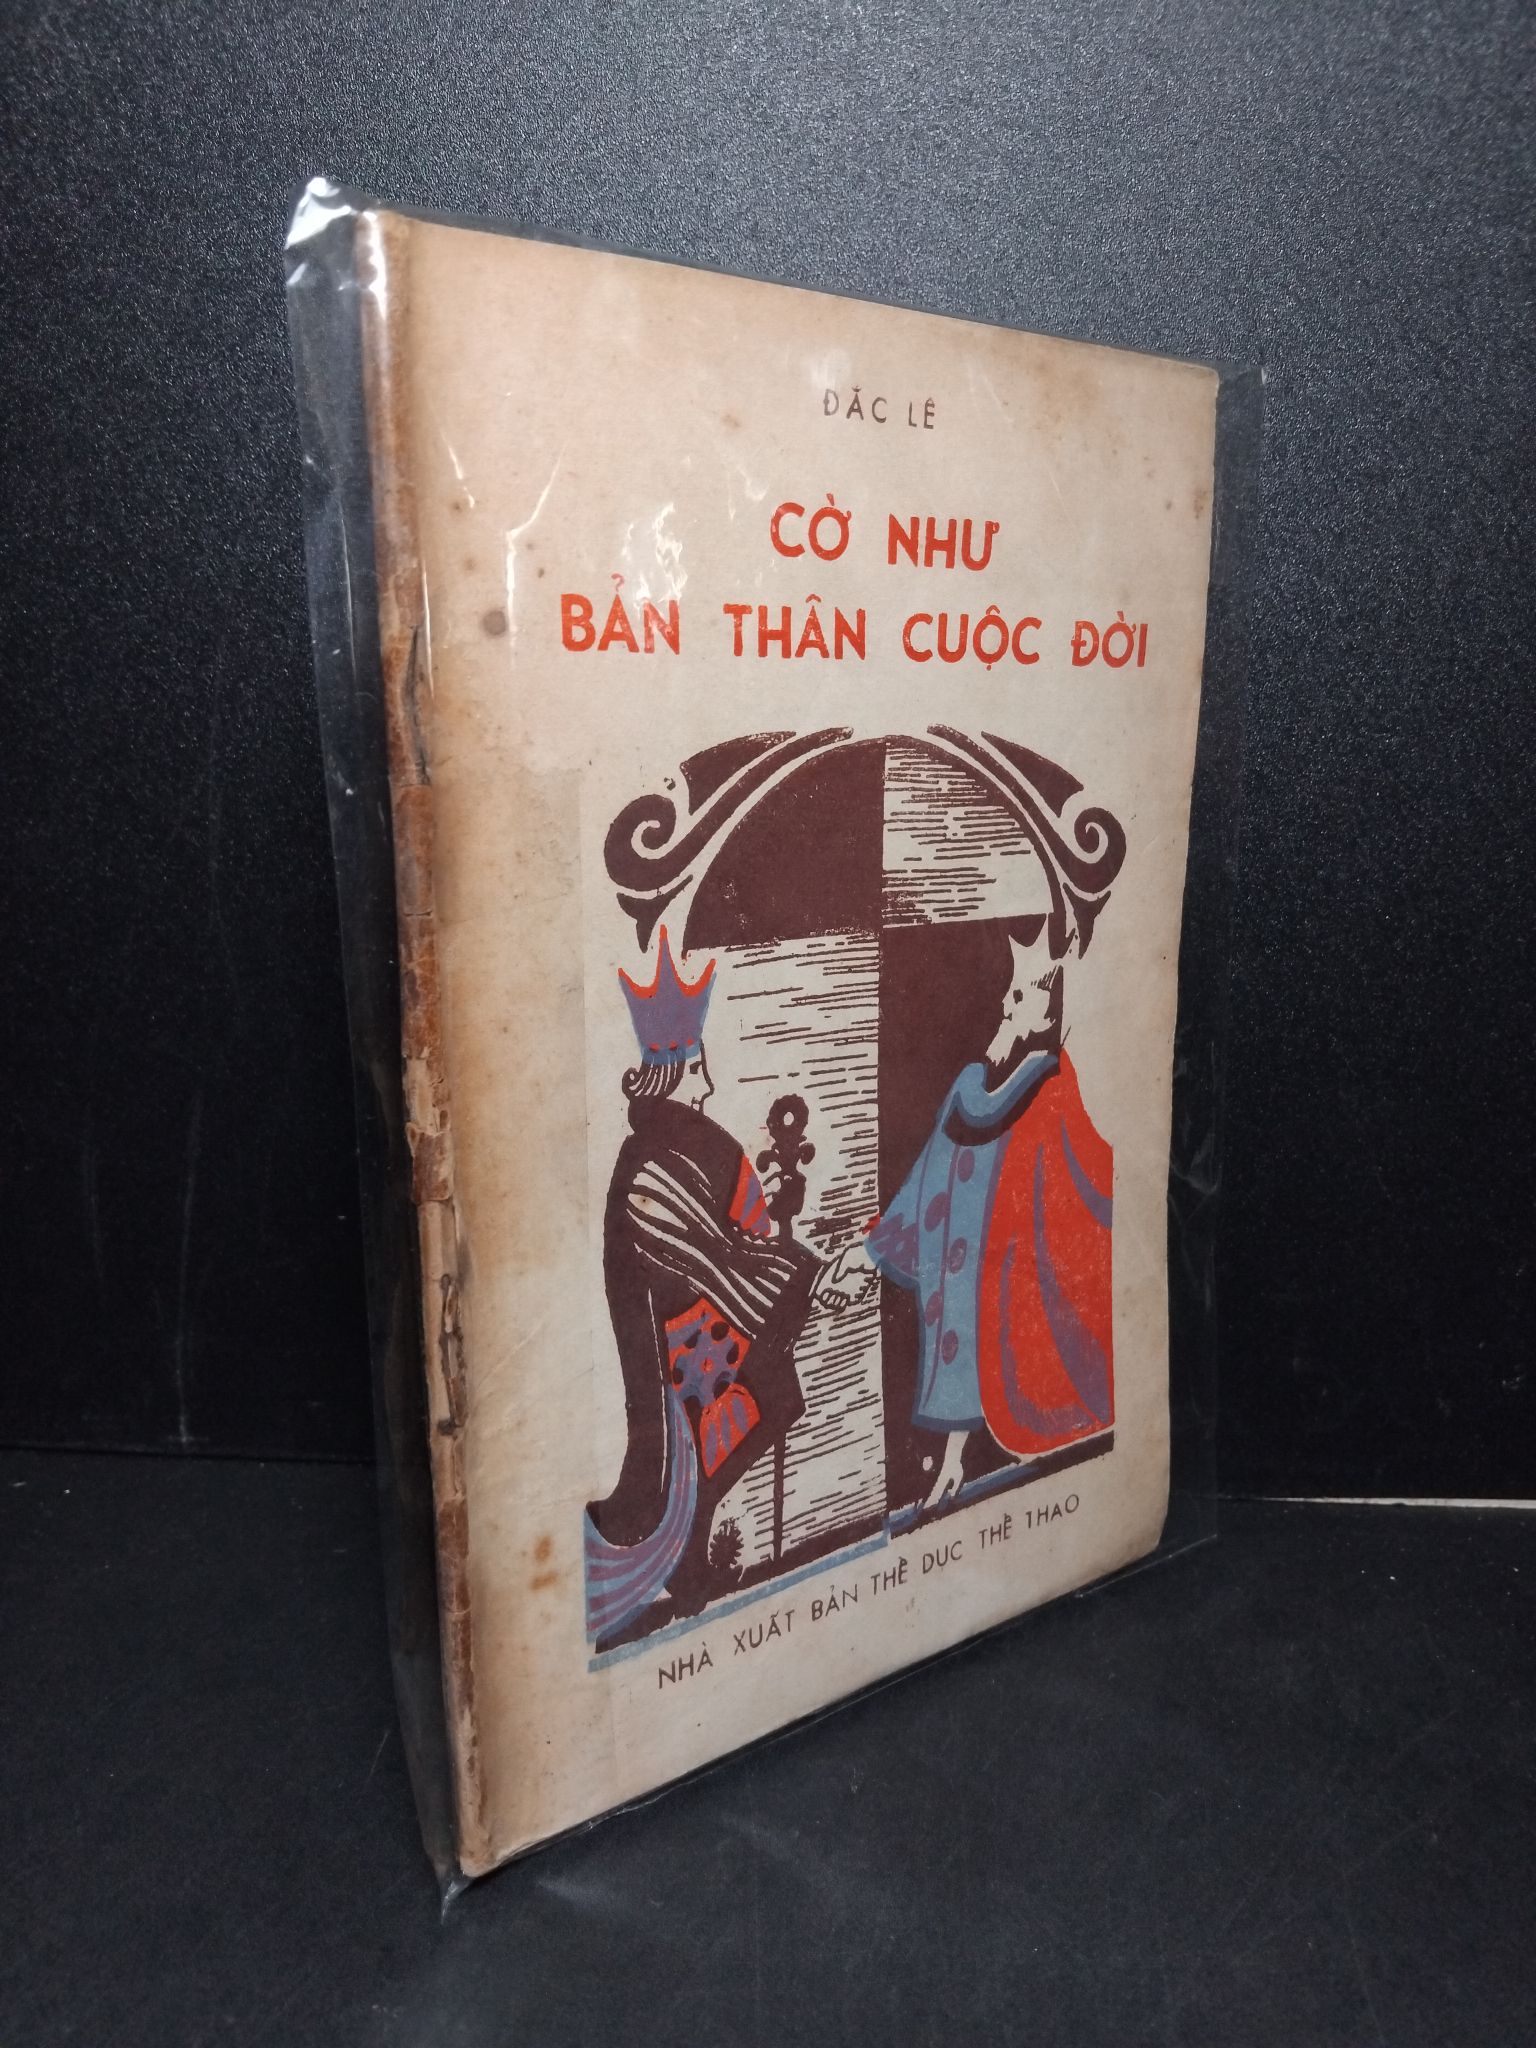 ĐẮC LÊ
CỜ NHƯ
BẢN THÂN CUỘC ĐỜI
NHÀ XUẤT BẢN THỂ DỤC THỂ THAO